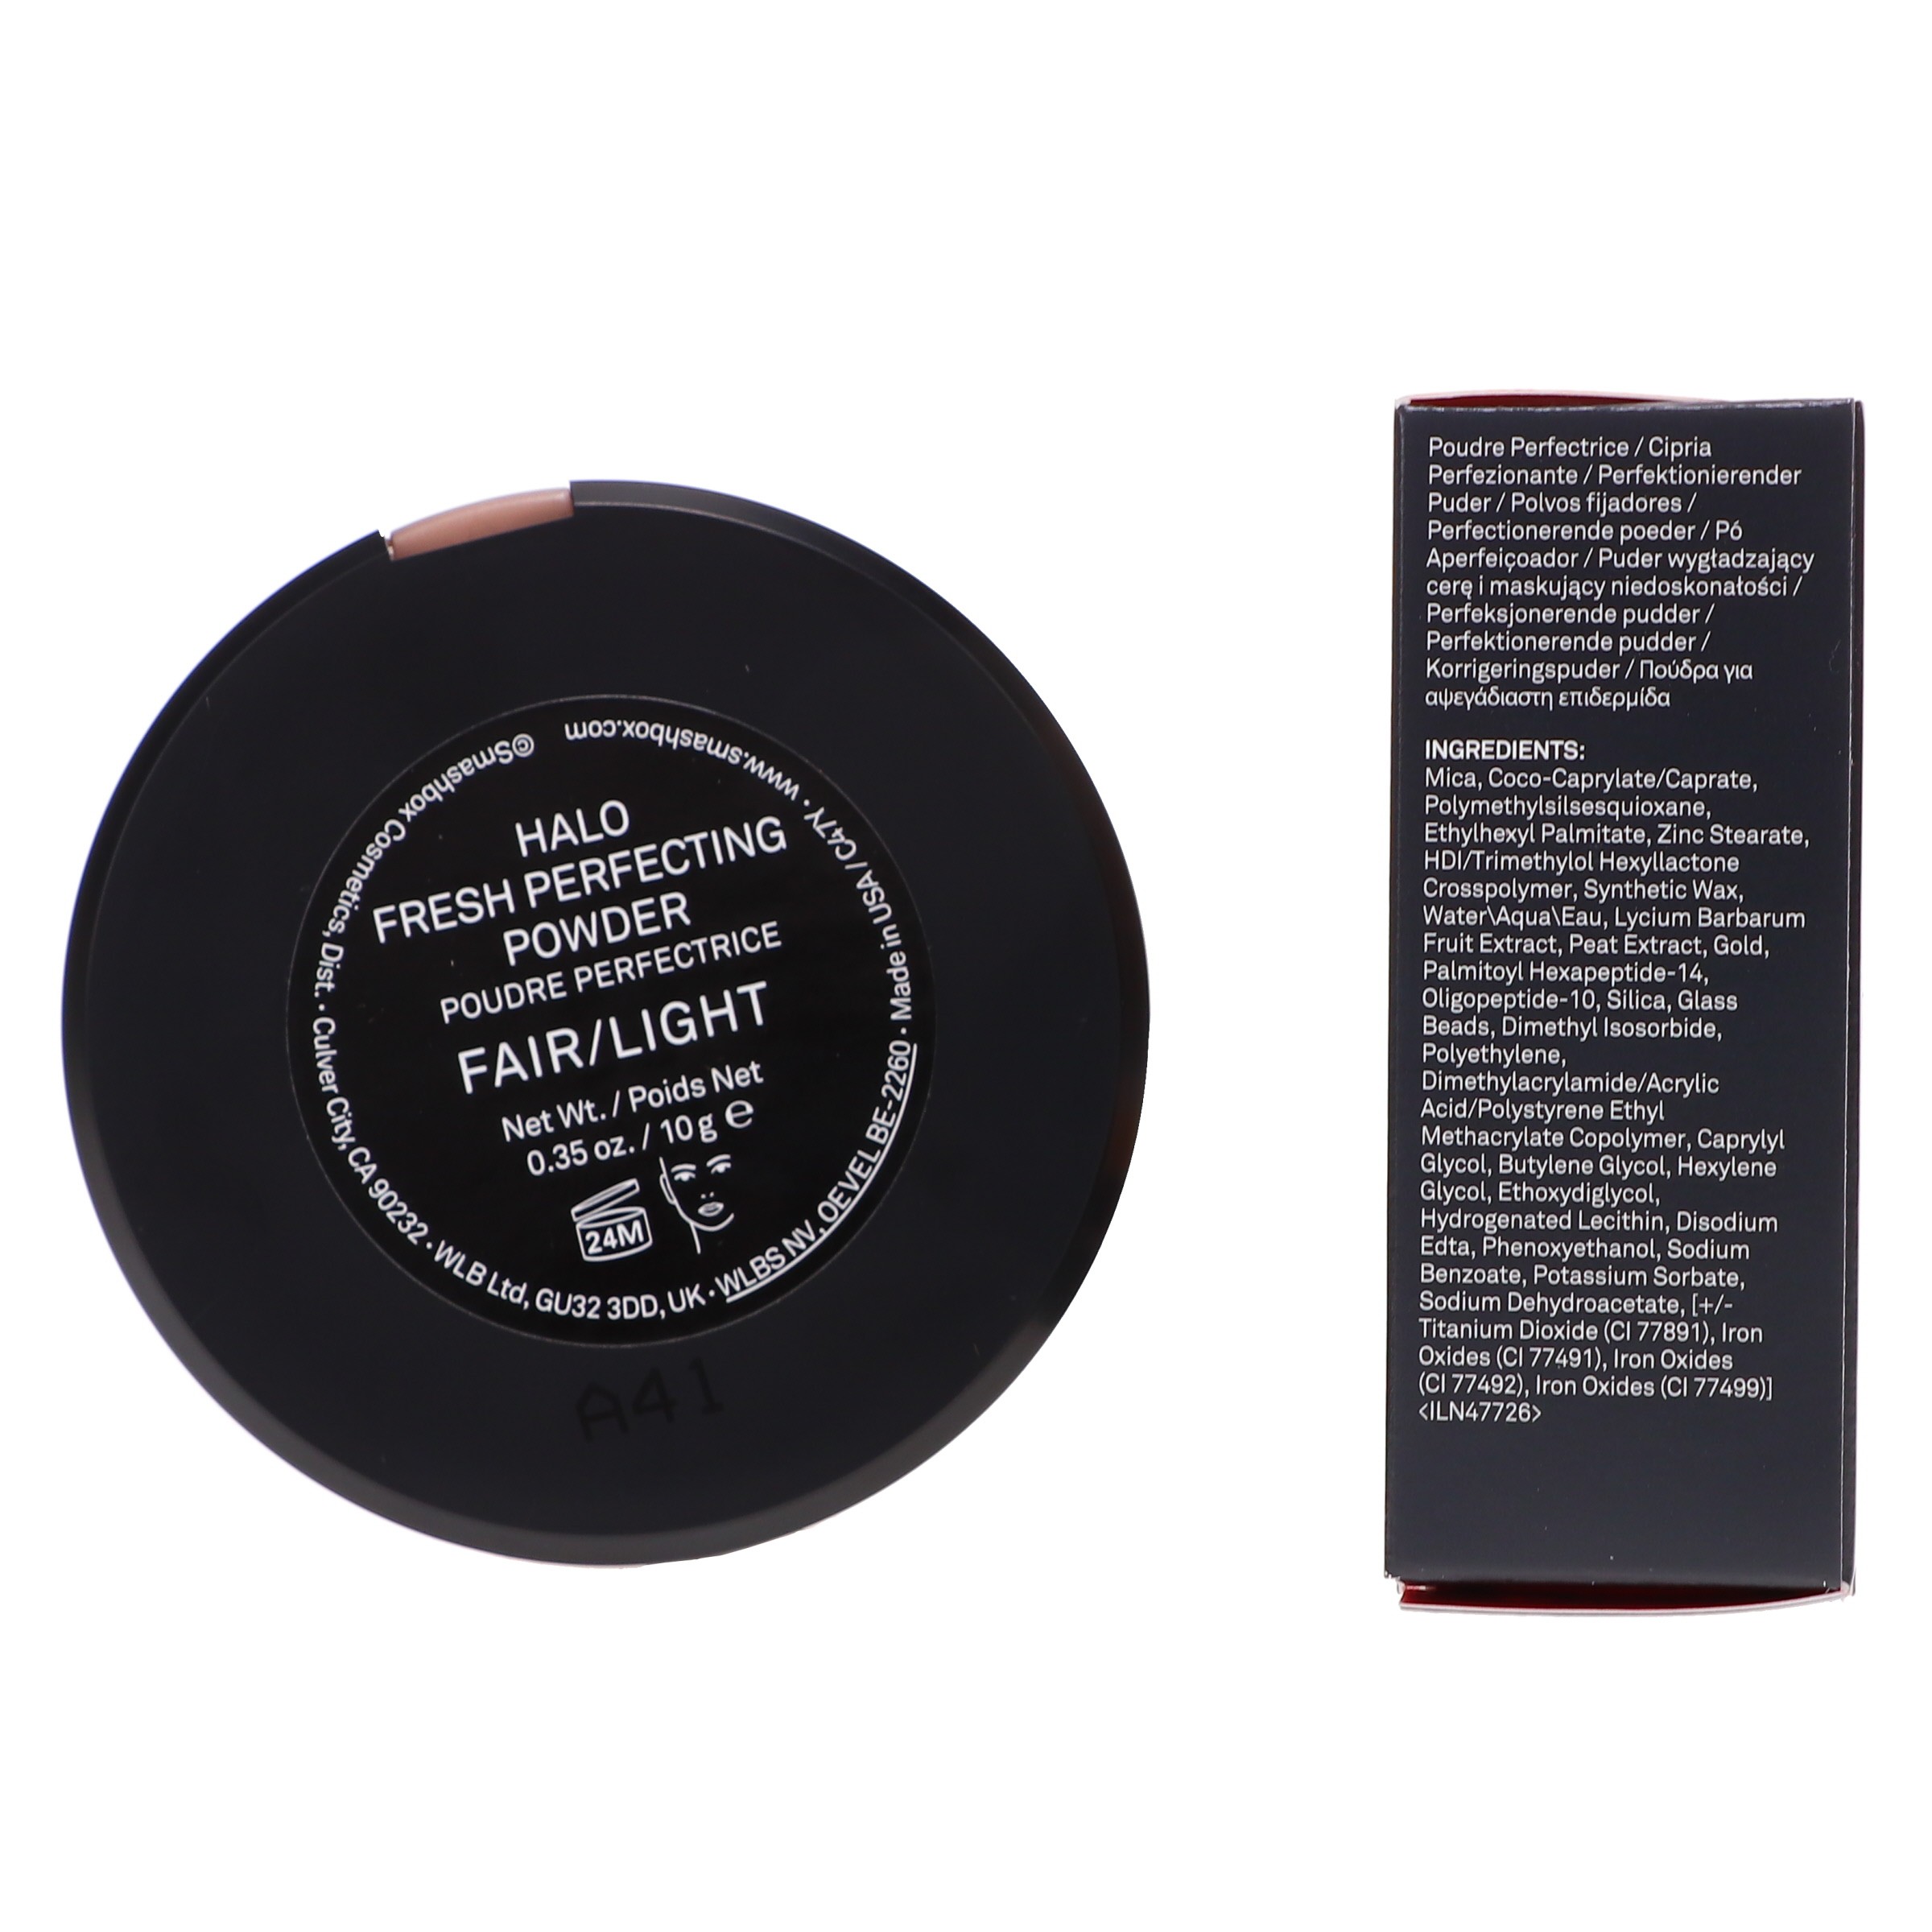 HALO
FRESH PERFECTING
POWDER
POUDRE PERFECTRICE
FAIR/LIGHT
Net Wt. / Poids Net
0.35 oz. / 10 g ℮
24M
©Smashbox Cosmetics, Dist. • Culver City, CA 90232 • WLB Ltd, GU32 3DD, UK • WLBS NV, OEVEL BE-2260 • Made in USA / C47Y • www.smashbox.com
A41
Poudre Perfectrice / Cipria
Perfezionante / Perfektionierender
Puder / Polvos fijadores /
Perfectionerende poeder / Pó
Aperfeiçoador / Puder wygładzający
cerę i maskujący niedoskonałości /
Perfeksjonerende pudder /
Perfektionerende pudder /
Korrigeringspuder / Πούδρα για
αψεγάδιαστη επιδερμίδα
INGREDIENTS:
Mica, Coco-Caprylate/Caprate,
Polymethylsilsesquioxane,
Ethylhexyl Palmitate, Zinc Stearate,
HDI/Trimethylol Hexyllactone
Crosspolymer, Synthetic Wax,
Water\Aqua\Eau, Lycium Barbarum
Fruit Extract, Peat Extract, Gold,
Palmitoyl Hexapeptide-14,
Oligopeptide-10, Silica, Glass
Beads, Dimethyl Isosorbide,
Polyethylene,
Dimethylacrylamide/Acrylic
Acid/Polystyrene Ethyl
Methacrylate Copolymer, Caprylyl
Glycol, Butylene Glycol, Hexylene
Glycol, Ethoxydiglycol,
Hydrogenated Lecithin, Disodium
Edta, Phenoxyethanol, Sodium
Benzoate, Potassium Sorbate,
Sodium Dehydroacetate, [+/-
Titanium Dioxide (CI 77891), Iron
Oxides (CI 77491), Iron Oxides
(CI 77492), Iron Oxides (CI 77499)]
<ILN47726>